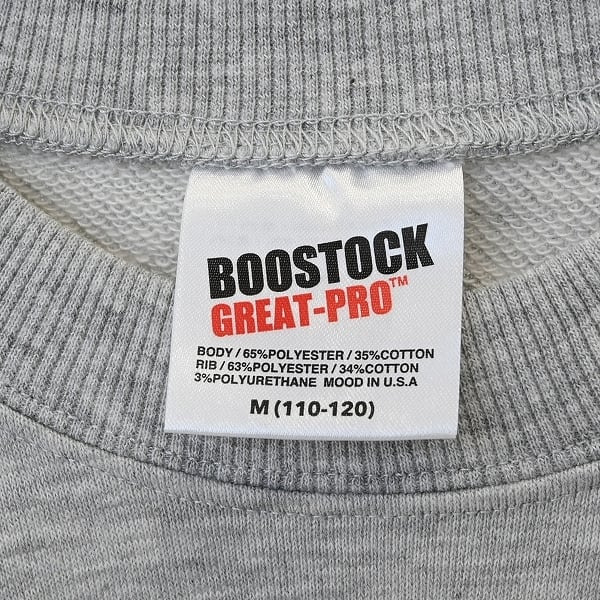 BOOSTOCK
GREAT-PRO™
BODY / 65%POLYESTER / 35%COTTON
RIB / 63%POLYESTER / 34%COTTON
3%POLYURETHANE MOOD IN U.S.A
M (110-120)